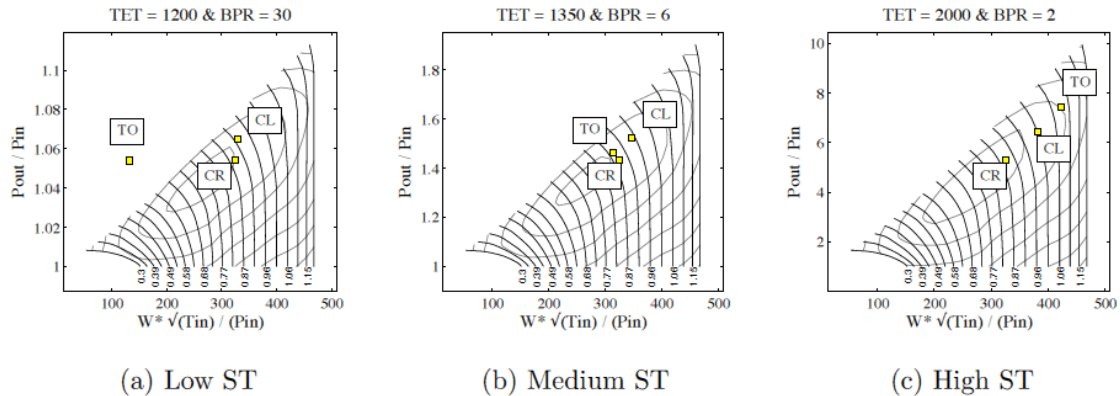 TET = 1200 & BPR = 30
Pout / Pin
1.1
1.08
1.06
1.04
1.02
1
TO
CL
CR
0.3 0.39 0.49 0.58 0.68 0.77 0.87 0.96 1.06 1.15
100 200 300 400 500
W* √(Tin) / (Pin)
(a) Low ST
TET = 1350 & BPR = 6
Pout / Pin
1.8
1.6
1.4
1.2
1
TO
CL
CR
0.3 0.39 0.49 0.58 0.68 0.77 0.87 0.96 1.06 1.15
100 200 300 400 500
W* √(Tin) / (Pin)
(b) Medium ST
TET = 2000 & BPR = 2
Pout / Pin
10
8
6
4
2
TO
CL
CR
0.3 0.39 0.49 0.58 0.68 0.77 0.87 0.96 1.06 1.15
100 200 300 400 500
W* √(Tin) / (Pin)
(c) High ST